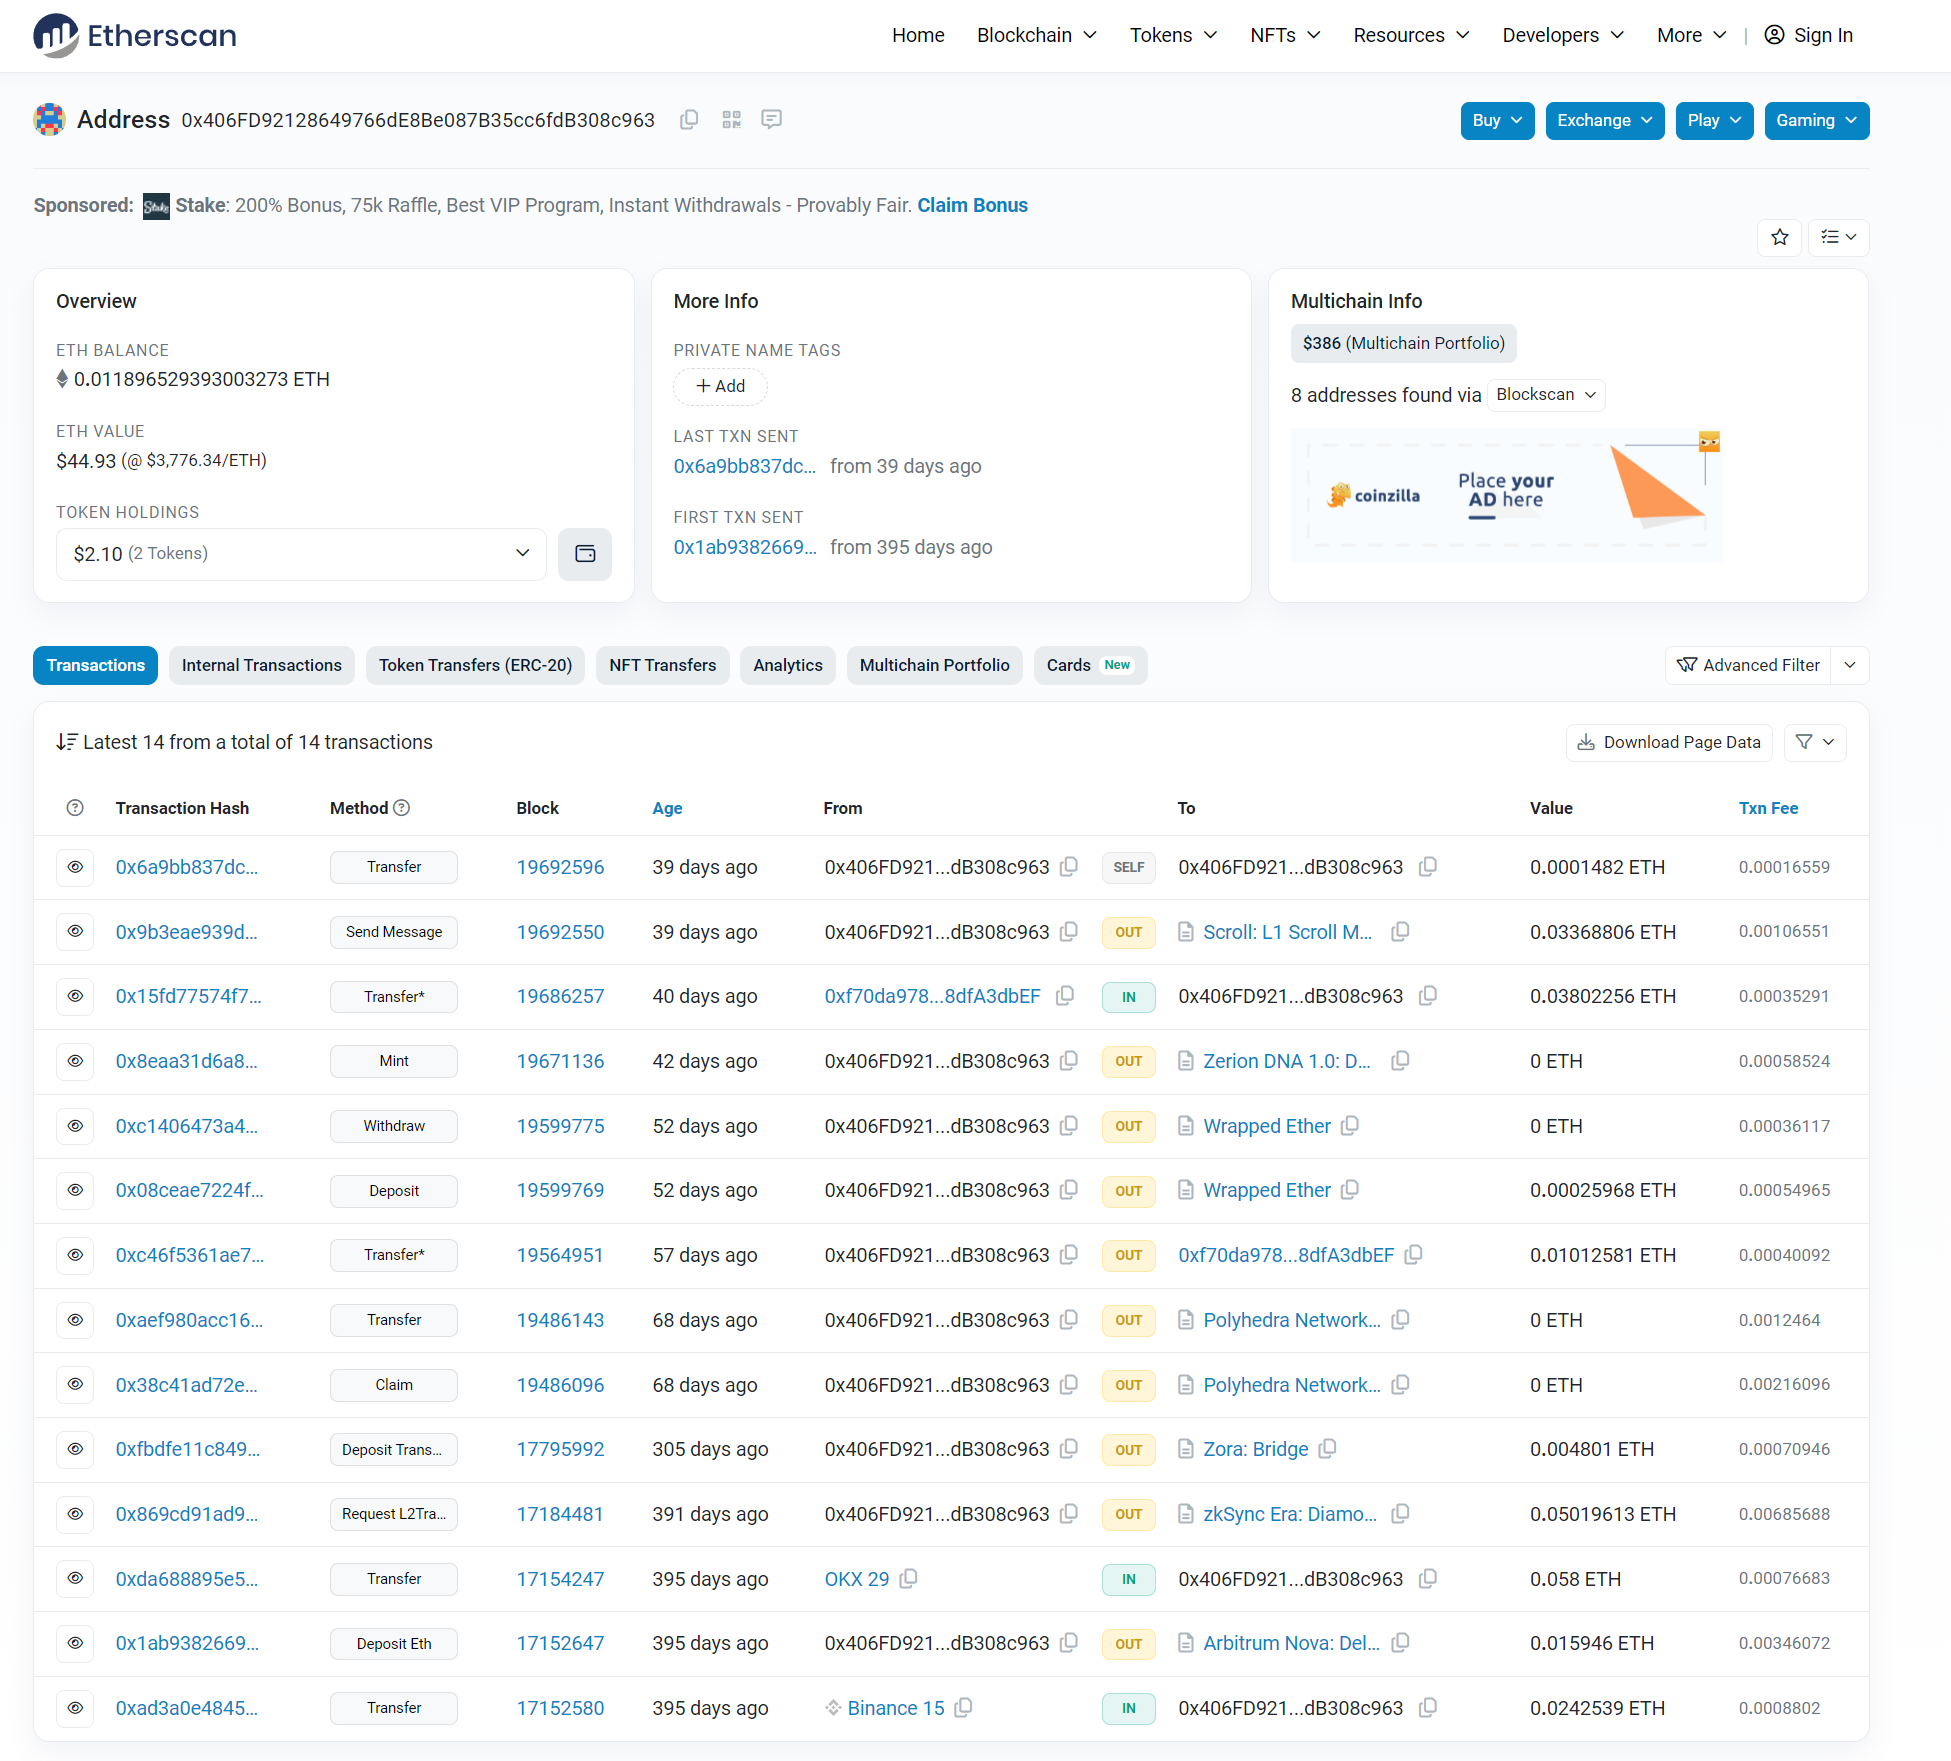 Etherscan
Home Blockchain Tokens NFTs Resources Developers More | Sign In
Address 0x406FD92128649766dE8Be087B35cc6fdB308c963
Buy Exchange Play Gaming
Sponsored: Stake Stake: 200% Bonus, 75k Raffle, Best VIP Program, Instant Withdrawals - Provably Fair. Claim Bonus
Overview
ETH BALANCE
0.011896529393003273 ETH
ETH VALUE
$44.93 (@ $3,776.34/ETH)
TOKEN HOLDINGS
$2.10 (2 Tokens)
More Info
PRIVATE NAME TAGS
+ Add
LAST TXN SENT
0x6a9bb837dc... from 39 days ago
FIRST TXN SENT
0x1ab9382669... from 395 days ago
Multichain Info
$386 (Multichain Portfolio)
8 addresses found via Blockscan
coinzilla
Place your
AD here
Transactions Internal Transactions Token Transfers (ERC-20) NFT Transfers Analytics Multichain Portfolio Cards New
Advanced Filter
Latest 14 from a total of 14 transactions
Download Page Data
? Transaction Hash Method ? Block Age From To Value Txn Fee
0x6a9bb837dc... Transfer 19692596 39 days ago 0x406FD921...dB308c963 SELF 0x406FD921...dB308c963 0.0001482 ETH 0.00016559
0x9b3eae939d... Send Message 19692550 39 days ago 0x406FD921...dB308c963 OUT Scroll: L1 Scroll M... 0.03368806 ETH 0.00106551
0x15fd77574f7... Transfer* 19686257 40 days ago 0xf70da978...8dfA3dbEF IN 0x406FD921...dB308c963 0.03802256 ETH 0.00035291
0x8eaa31d6a8... Mint 19671136 42 days ago 0x406FD921...dB308c963 OUT Zerion DNA 1.0: D... 0 ETH 0.00058524
0xc1406473a4... Withdraw 19599775 52 days ago 0x406FD921...dB308c963 OUT Wrapped Ether 0 ETH 0.00036117
0x08ceae7224f... Deposit 19599769 52 days ago 0x406FD921...dB308c963 OUT Wrapped Ether 0.00025968 ETH 0.00054965
0xc46f5361ae7... Transfer* 19564951 57 days ago 0x406FD921...dB308c963 OUT 0xf70da978...8dfA3dbEF 0.01012581 ETH 0.00040092
0xaef980acc16... Transfer 19486143 68 days ago 0x406FD921...dB308c963 OUT Polyhedra Network... 0 ETH 0.0012464
0x38c41ad72e... Claim 19486096 68 days ago 0x406FD921...dB308c963 OUT Polyhedra Network... 0 ETH 0.00216096
0xfbdfe11c849... Deposit Trans... 17795992 305 days ago 0x406FD921...dB308c963 OUT Zora: Bridge 0.004801 ETH 0.00070946
0x869cd91ad9... Request L2Tra... 17184481 391 days ago 0x406FD921...dB308c963 OUT zkSync Era: Diamo... 0.05019613 ETH 0.00685688
0xda688895e5... Transfer 17154247 395 days ago OKX 29 IN 0x406FD921...dB308c963 0.058 ETH 0.00076683
0x1ab9382669... Deposit Eth 17152647 395 days ago 0x406FD921...dB308c963 OUT Arbitrum Nova: Del... 0.015946 ETH 0.00346072
0xad3a0e4845... Transfer 17152580 395 days ago Binance 15 IN 0x406FD921...dB308c963 0.0242539 ETH 0.0008802